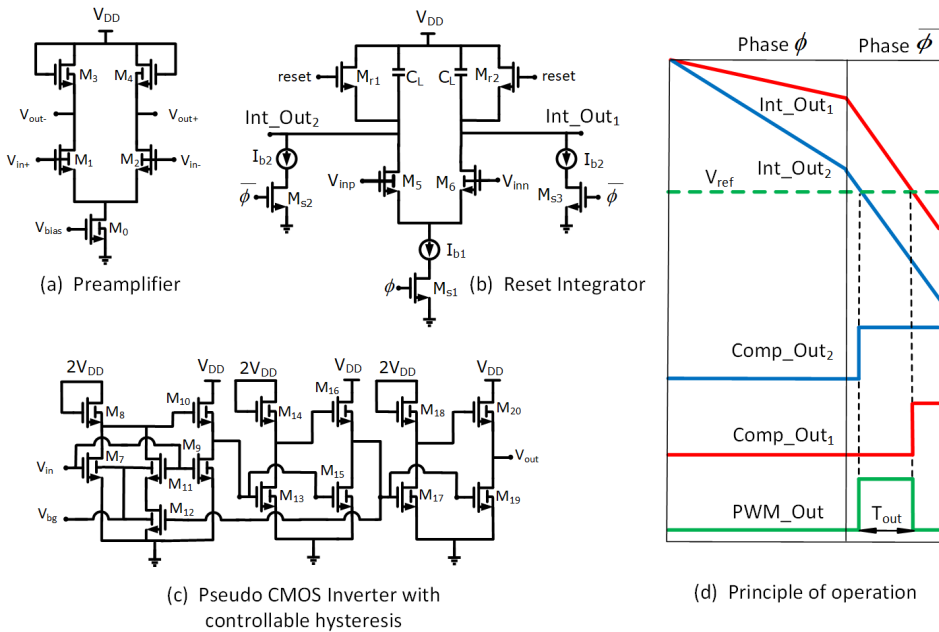 V_DD
M_3
M_4
V_out-
V_out+
V_in+
M_1
M_2
V_in-
V_bias
M_0
(a) Preamplifier
V_DD
reset
M_r1
C_L
C_L
M_r2
reset
Int_Out_2
Int_Out_1
I_b2
I_b2
V_inp
M_5
M_6
V_inn
ϕ̅
M_s2
M_s3
ϕ̅
I_b1
ϕ
M_s1
(b) Reset Integrator
2V_DD
M_8
M_10
V_DD
2V_DD
M_14
M_16
V_DD
2V_DD
M_18
V_DD
M_20
V_in
M_7
M_9
M_11
M_15
M_13
M_17
M_19
V_out
V_bg
M_12
(c) Pseudo CMOS Inverter with
controllable hysteresis
Phase ϕ
Phase ϕ̅
Int_Out_1
Int_Out_2
V_ref
Comp_Out_2
Comp_Out_1
PWM_Out
T_out
(d) Principle of operation